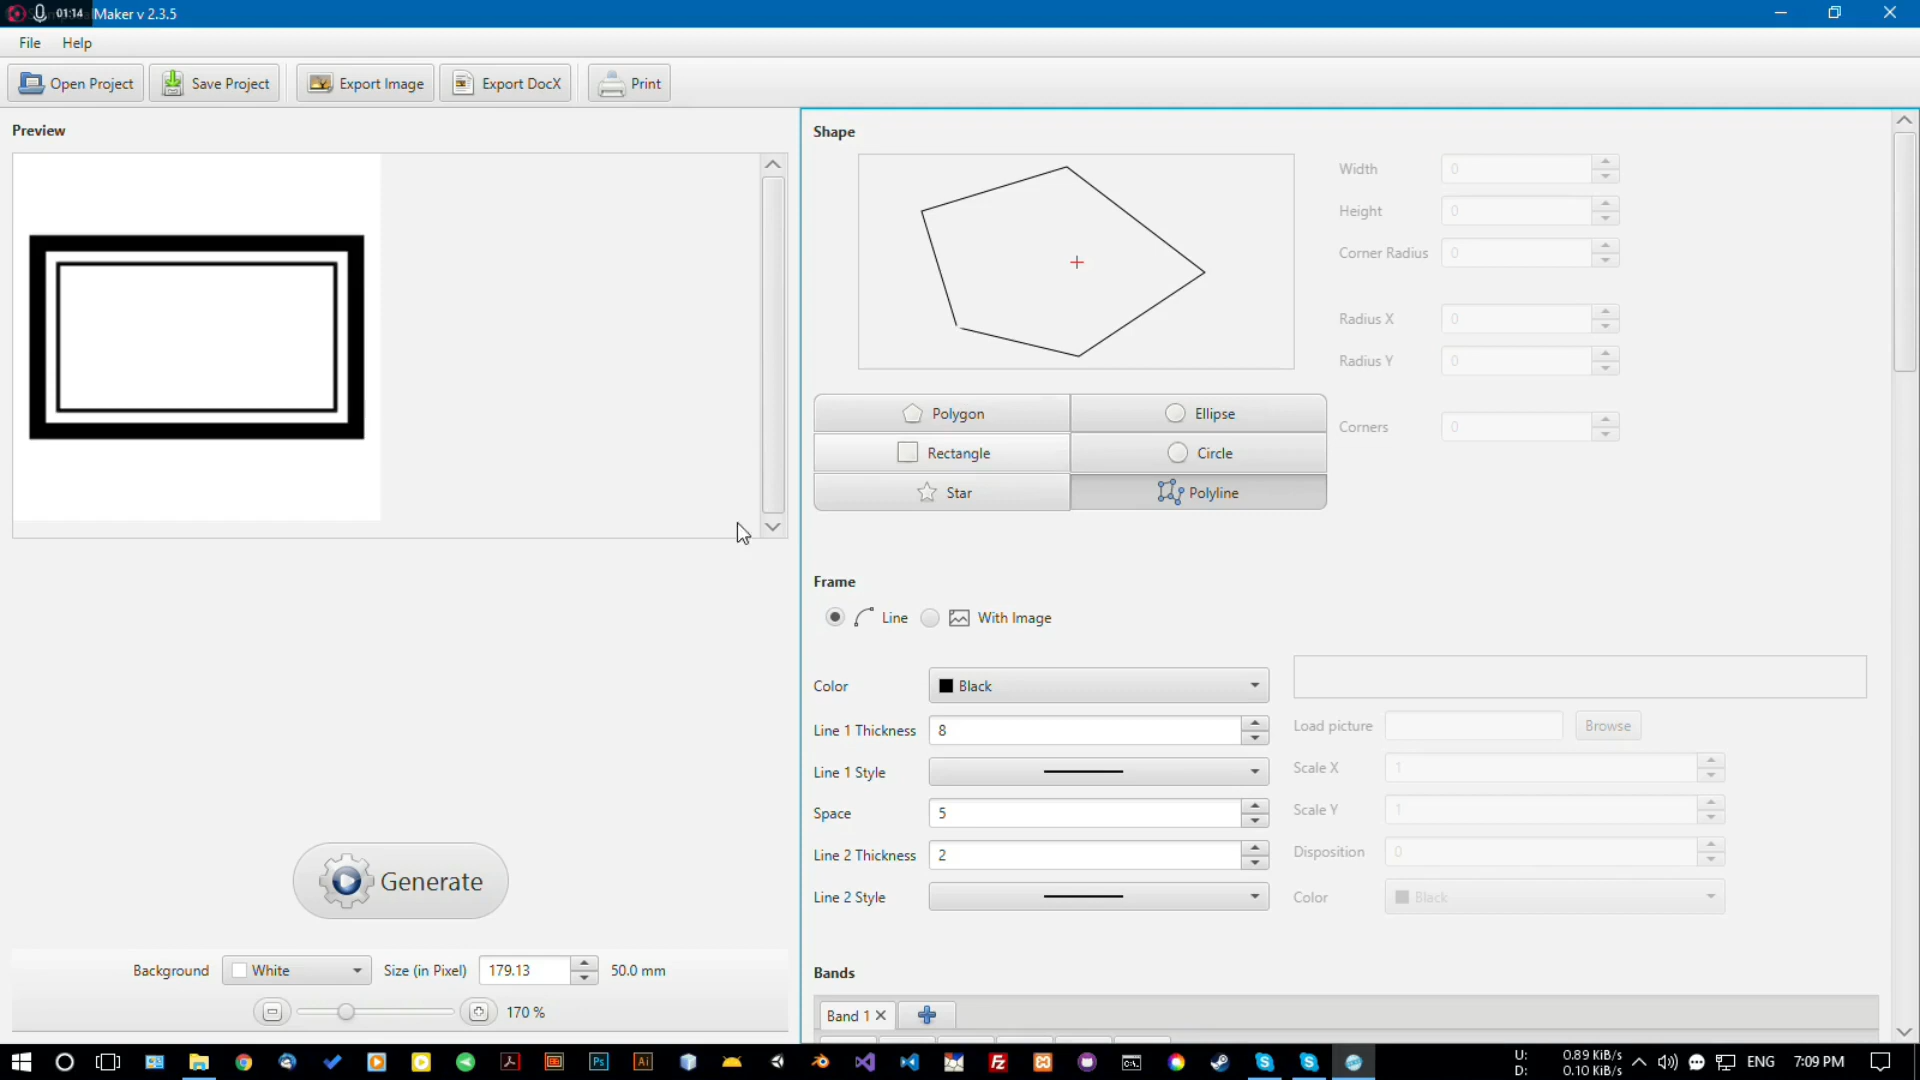 01:14 Maker v 2.3.5
File Help
Open Project Save Project Export Image Export DocX Print
Preview
Shape
Width 0
Height 0
Corner Radius 0
Radius X 0
Radius Y 0
Corners 0
Polygon Ellipse
Rectangle Circle
Star Polyline
Frame
Line With Image
Color Black
Line 1 Thickness 8
Line 1 Style
Space 5
Line 2 Thickness 2
Line 2 Style
Load picture Browse
Scale X 1
Scale Y 1
Disposition 0
Color Black
Generate
Background White Size (in Pixel) 179.13 50.0 mm
170 %
Bands
Band 1
U: 0.89 KiB/s
D: 0.10 KiB/s
ENG 7:09 PM